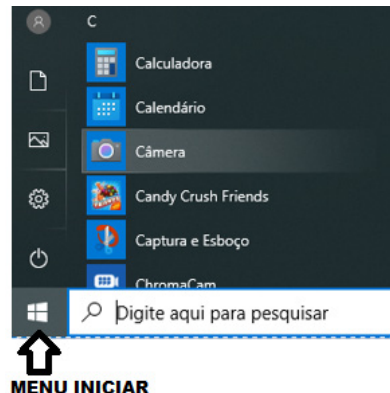 C
Calculadora
Calendário
Câmera
Candy Crush Friends
Captura e Esboço
ChromaCam
Digite aqui para pesquisar
MENU INICIAR